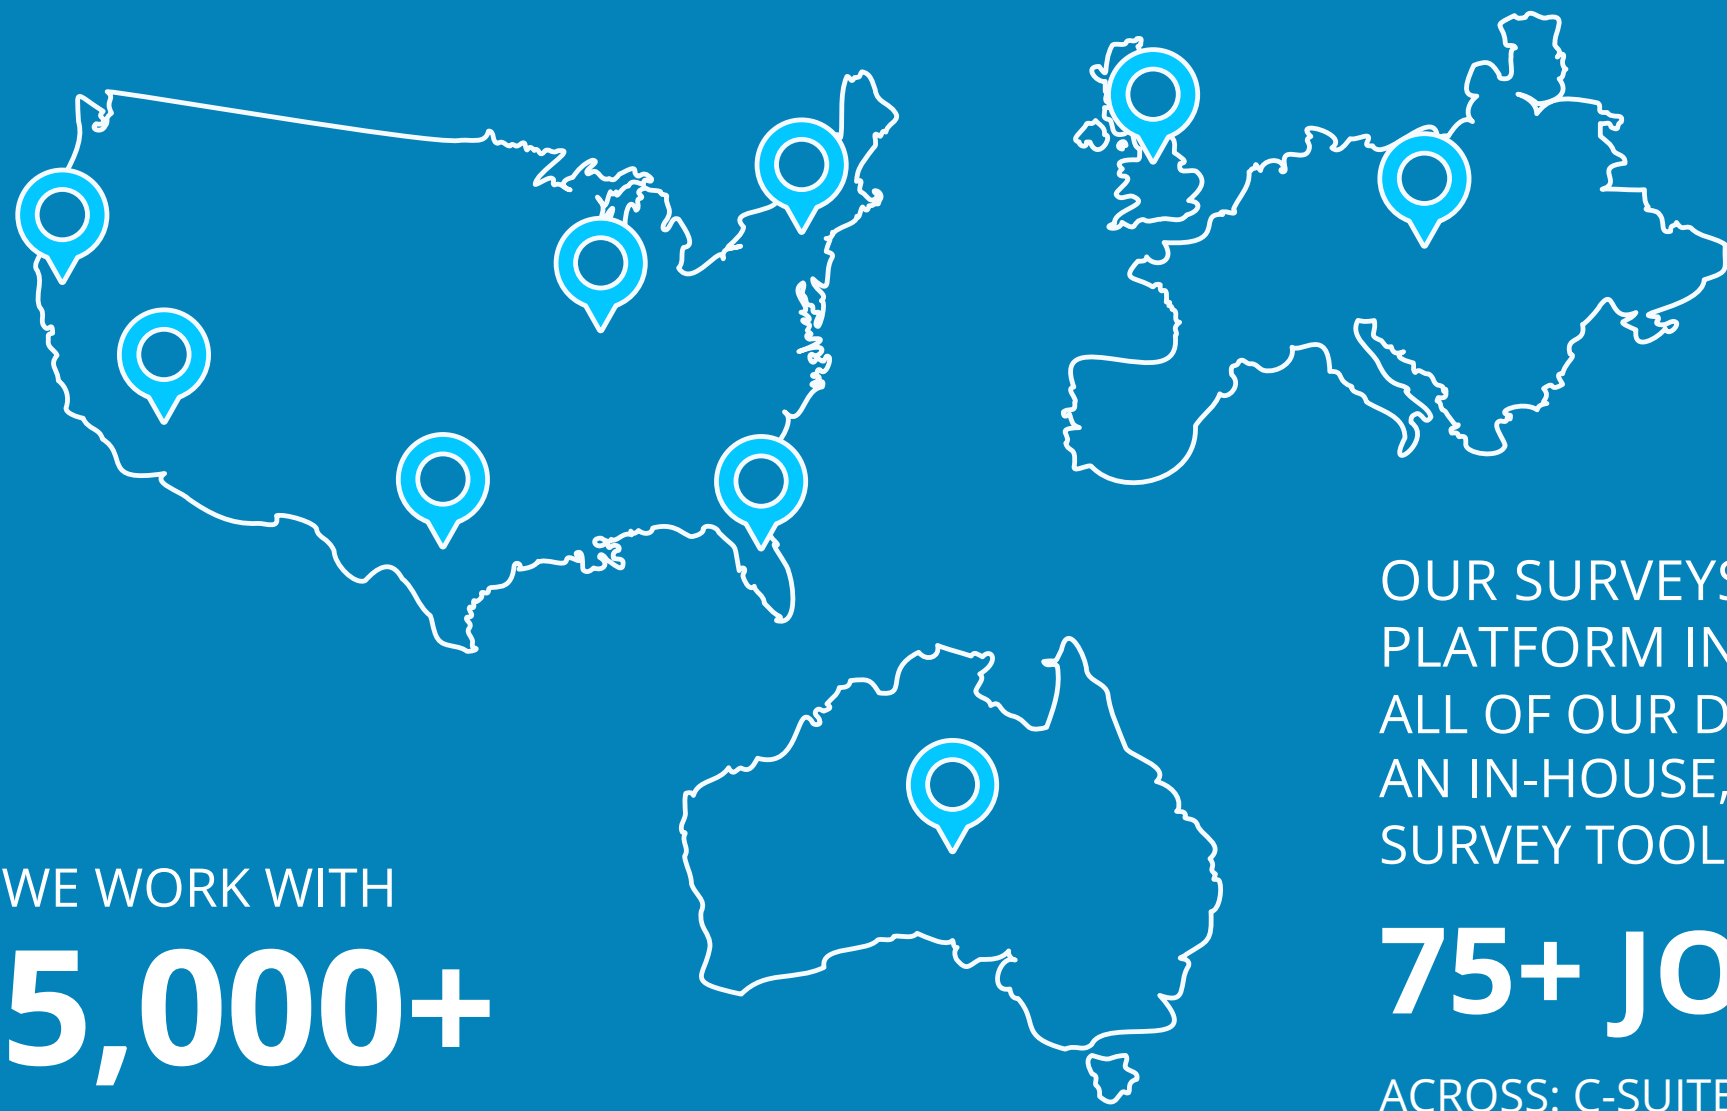 WE WORK WITH
5,000+
OUR SURVEYS
PLATFORM IN
ALL OF OUR D
AN IN-HOUSE,
SURVEY TOOL
75+ JO
ACROSS: C-SUITE